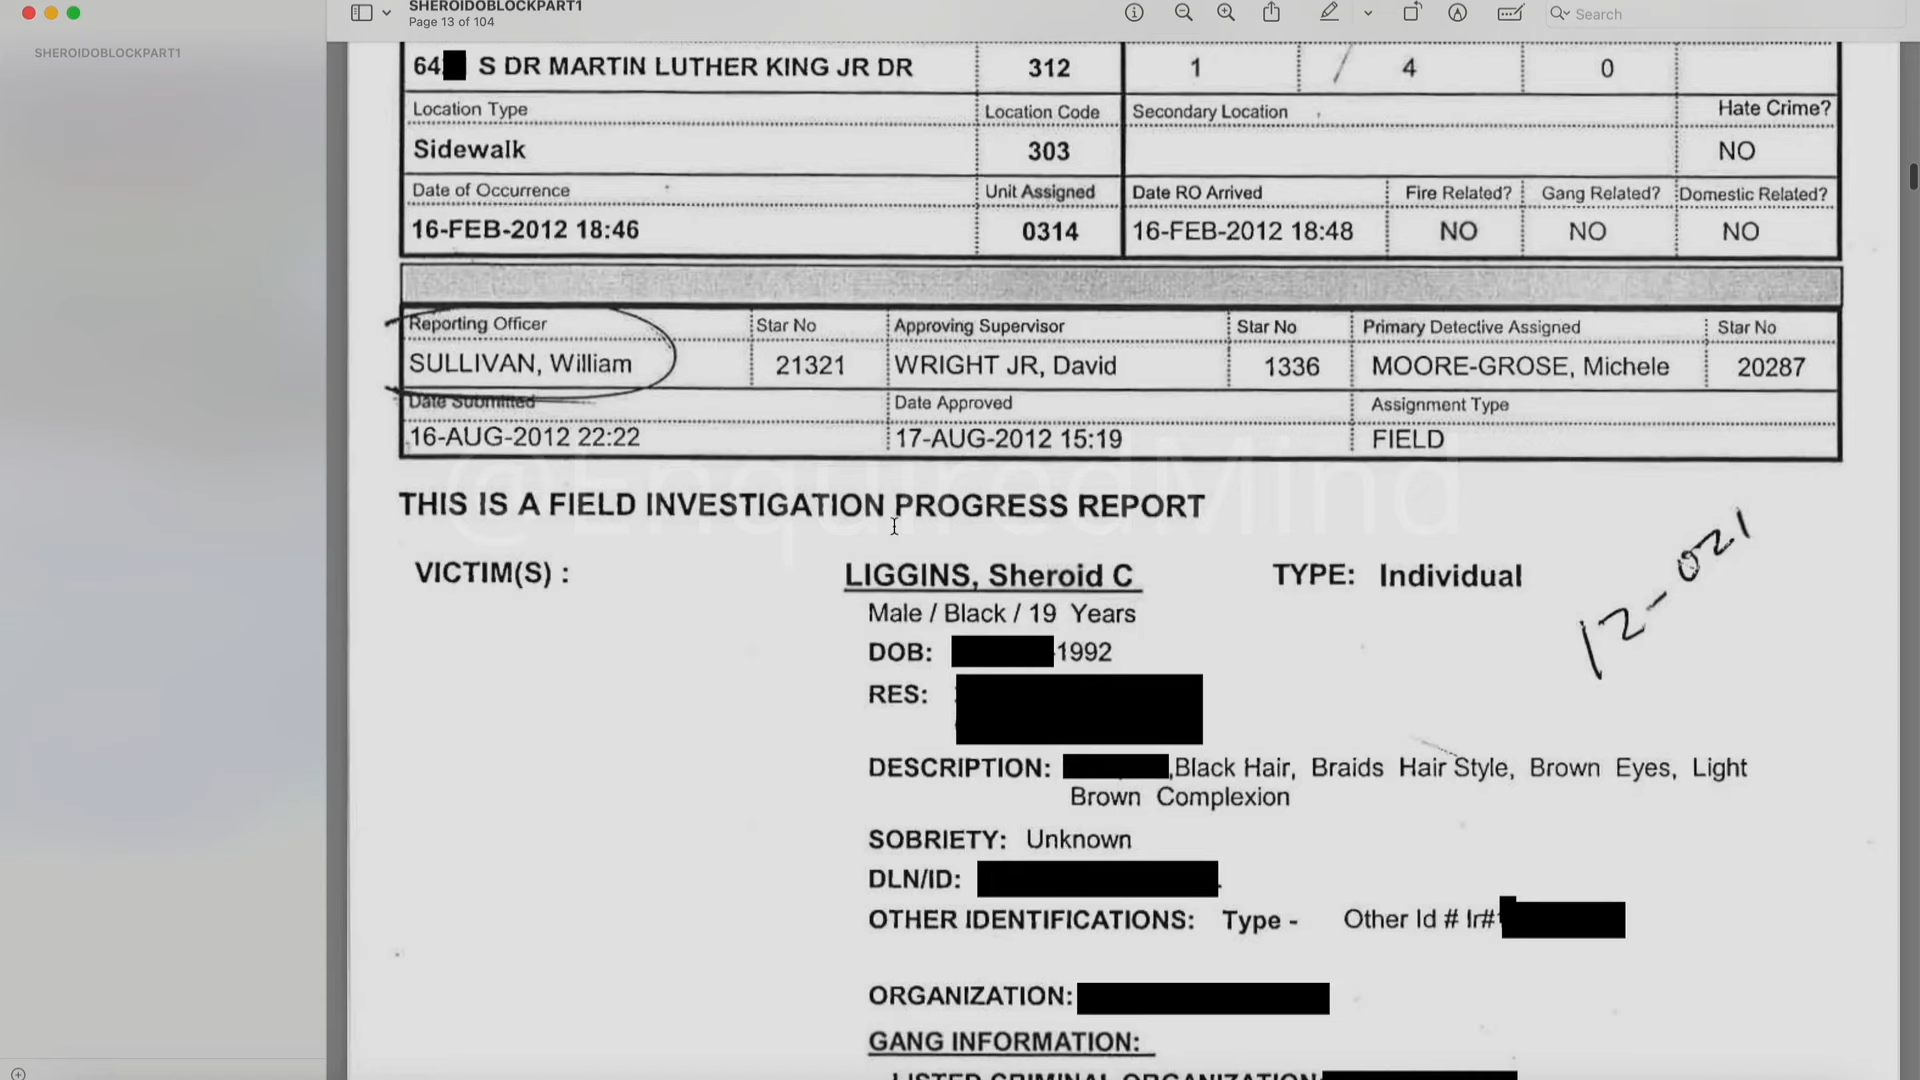 SHEROIDOBLOCKPART1
Page 13 of 104
Search
SHEROIDOBLOCKPART1
64 S DR MARTIN LUTHER KING JR DR 312 1 / 4 0
Location Type Location Code Secondary Location Hate Crime?
Sidewalk 303 NO
Date of Occurrence Unit Assigned Date RO Arrived Fire Related? Gang Related? Domestic Related?
16-FEB-2012 18:46 0314 16-FEB-2012 18:48 NO NO NO
Reporting Officer Star No Approving Supervisor Star No Primary Detective Assigned Star No
SULLIVAN, William 21321 WRIGHT JR, David 1336 MOORE-GROSE, Michele 20287
Date Submitted Date Approved Assignment Type
16-AUG-2012 22:22 17-AUG-2012 15:19 FIELD
@EnquiredMind
THIS IS A FIELD INVESTIGATION PROGRESS REPORT
12-021
VICTIM(S) : LIGGINS, Sheroid C TYPE: Individual
Male / Black / 19 Years
DOB: -1992
RES:
DESCRIPTION: ,Black Hair, Braids Hair Style, Brown Eyes, Light
Brown Complexion
SOBRIETY: Unknown
DLN/ID:
OTHER IDENTIFICATIONS: Type - Other Id # Ir#
ORGANIZATION:
GANG INFORMATION:
LISTED CRIMINAL ORGANIZATION: